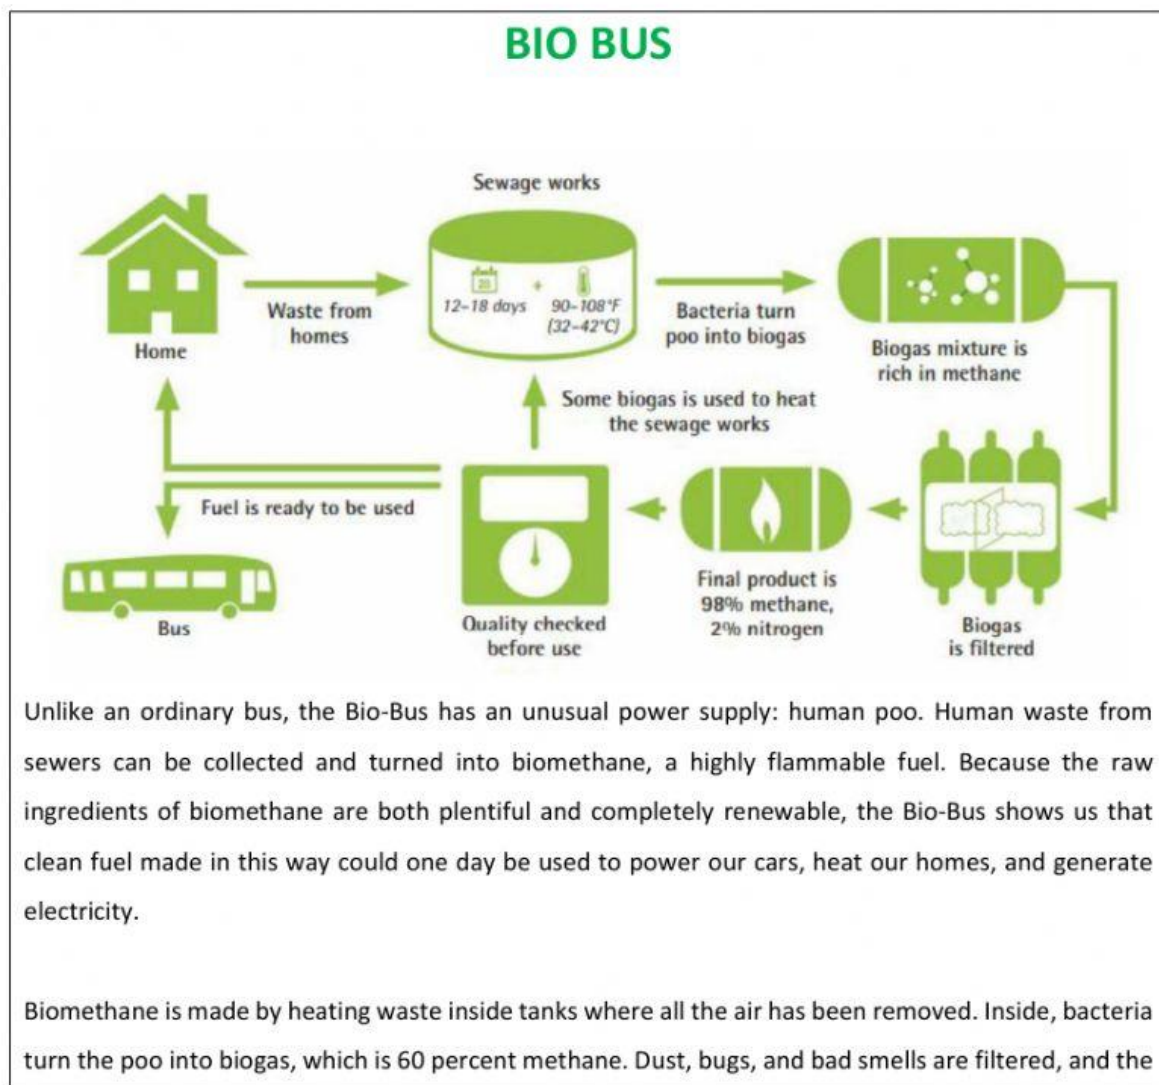 BIO BUS
Sewage works
20
12–18 days
+
90–108°F
(32–42°C)
Home
Waste from
homes
Bacteria turn
poo into biogas
Biogas mixture is
rich in methane
Some biogas is used to heat
the sewage works
Fuel is ready to be used
Bus
Quality checked
before use
Final product is
98% methane,
2% nitrogen
Biogas
is filtered
Unlike an ordinary bus, the Bio-Bus has an unusual power supply: human poo. Human waste from
sewers can be collected and turned into biomethane, a highly flammable fuel. Because the raw
ingredients of biomethane are both plentiful and completely renewable, the Bio-Bus shows us that
clean fuel made in this way could one day be used to power our cars, heat our homes, and generate
electricity.
Biomethane is made by heating waste inside tanks where all the air has been removed. Inside, bacteria
turn the poo into biogas, which is 60 percent methane. Dust, bugs, and bad smells are filtered, and the